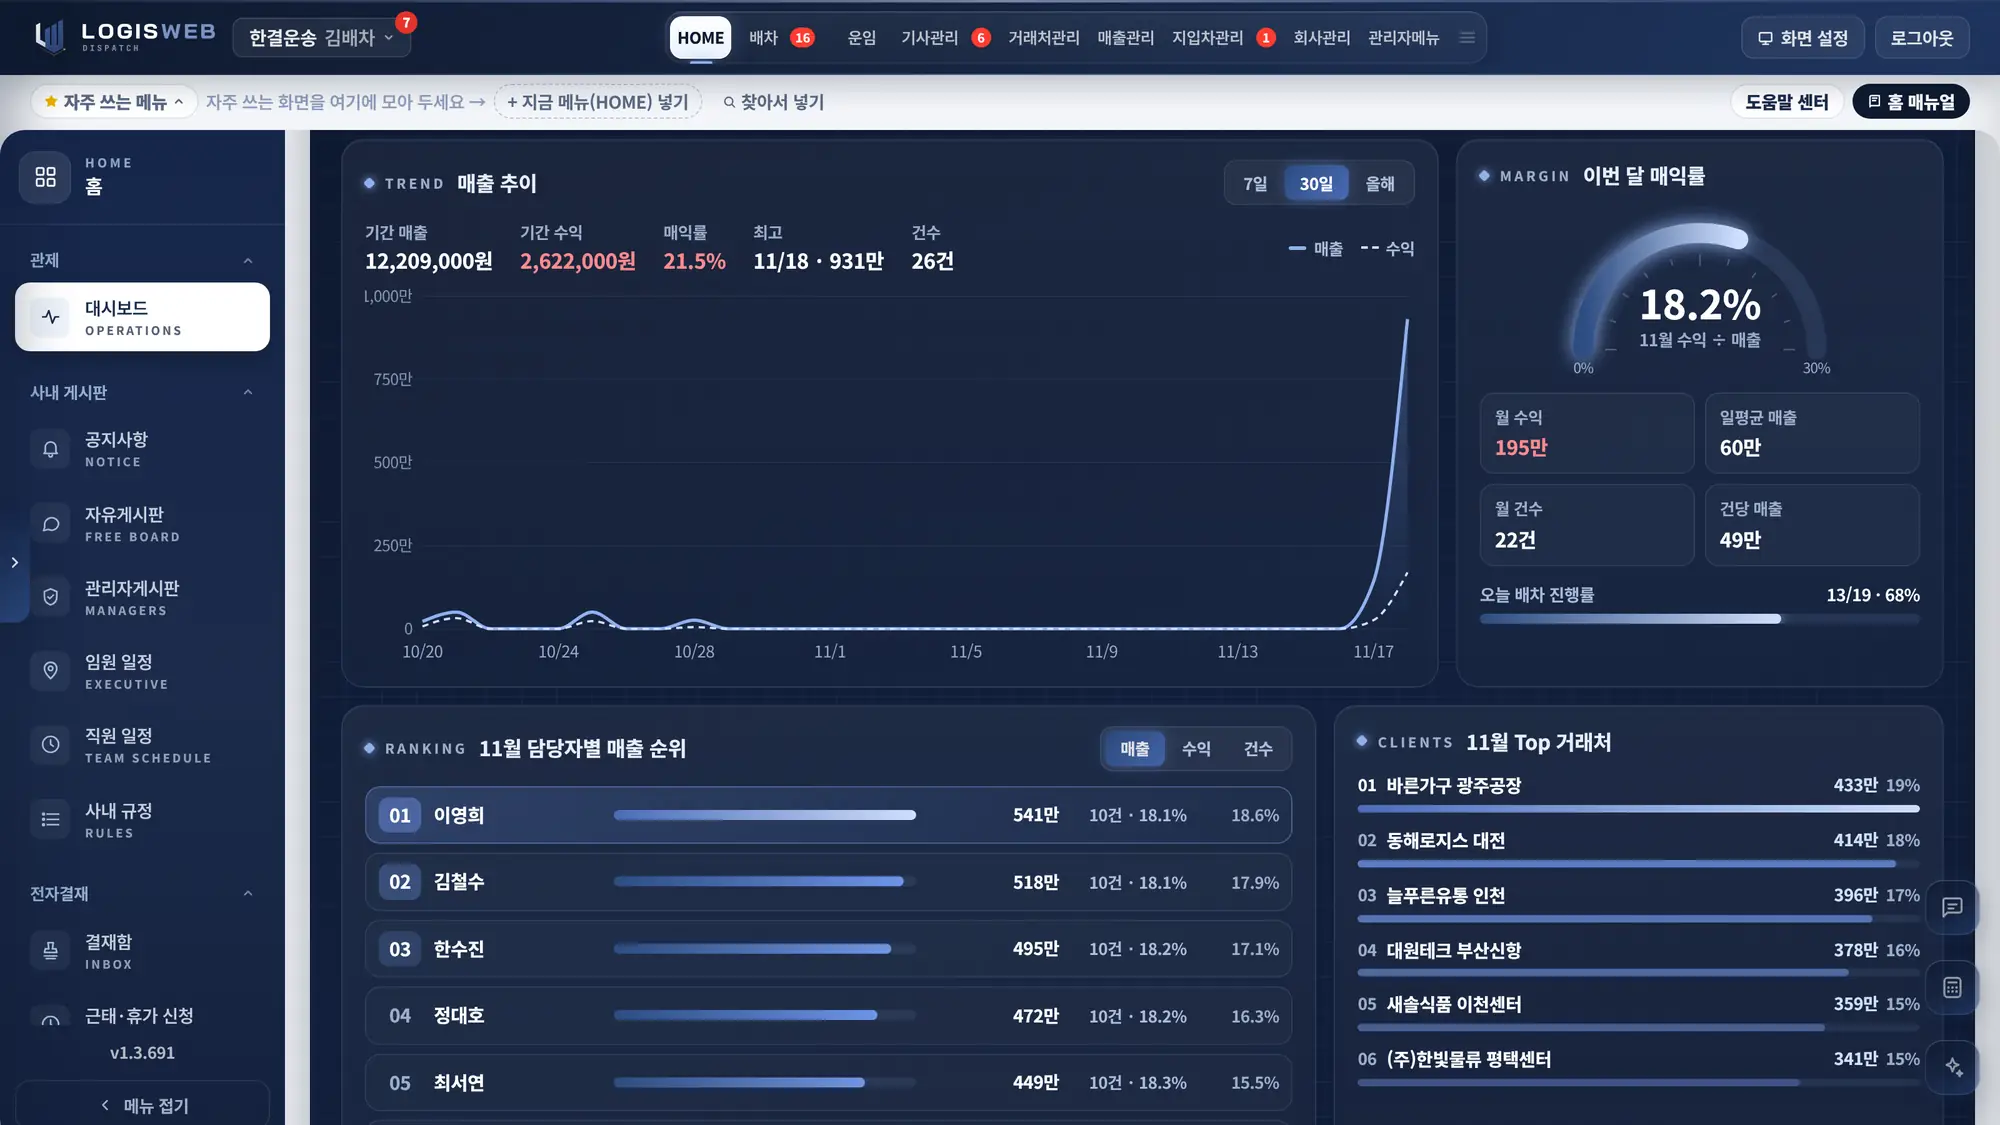 LOGISWEB
DISPATCH
한결운송 김배차
7
HOME
배차 16
운임
기사관리 6
거래처관리
매출관리
지입차관리 1
회사관리
관리자메뉴
화면 설정
로그아웃
자주 쓰는 메뉴
자주 쓰는 화면을 여기에 모아 두세요 →
+ 지금 메뉴(HOME) 넣기
찾아서 넣기
도움말 센터
홈 매뉴얼
HOME
홈
관제
대시보드
OPERATIONS
사내 게시판
공지사항
NOTICE
자유게시판
FREE BOARD
관리자게시판
MANAGERS
임원 일정
EXECUTIVE
직원 일정
TEAM SCHEDULE
사내 규정
RULES
전자결재
결재함
INBOX
근태·휴가 신청
v1.3.691
메뉴 접기
TREND 매출 추이
7일 30일 올해
기간 매출
12,209,000원
기간 수익
2,622,000원
매익률
21.5%
최고
11/18 · 931만
건수
26건
매출 수익
1,000만
750만
500만
250만
0
10/20 10/24 10/28 11/1 11/5 11/9 11/13 11/17
MARGIN 이번 달 매익률
18.2%
11월 수익 ÷ 매출
0% 30%
월 수익
195만
일평균 매출
60만
월 건수
22건
건당 매출
49만
오늘 배차 진행률 13/19 · 68%
RANKING 11월 담당자별 매출 순위
매출 수익 건수
01 이영희 541만 10건 · 18.1% 18.6%
02 김철수 518만 10건 · 18.1% 17.9%
03 한수진 495만 10건 · 18.2% 17.1%
04 정대호 472만 10건 · 18.2% 16.3%
05 최서연 449만 10건 · 18.3% 15.5%
CLIENTS 11월 Top 거래처
01 바른가구 광주공장 433만 19%
02 동해로지스 대전 414만 18%
03 늘푸른유통 인천 396만 17%
04 대원테크 부산신항 378만 16%
05 새솔식품 이천센터 359만 15%
06 (주)한빛물류 평택센터 341만 15%